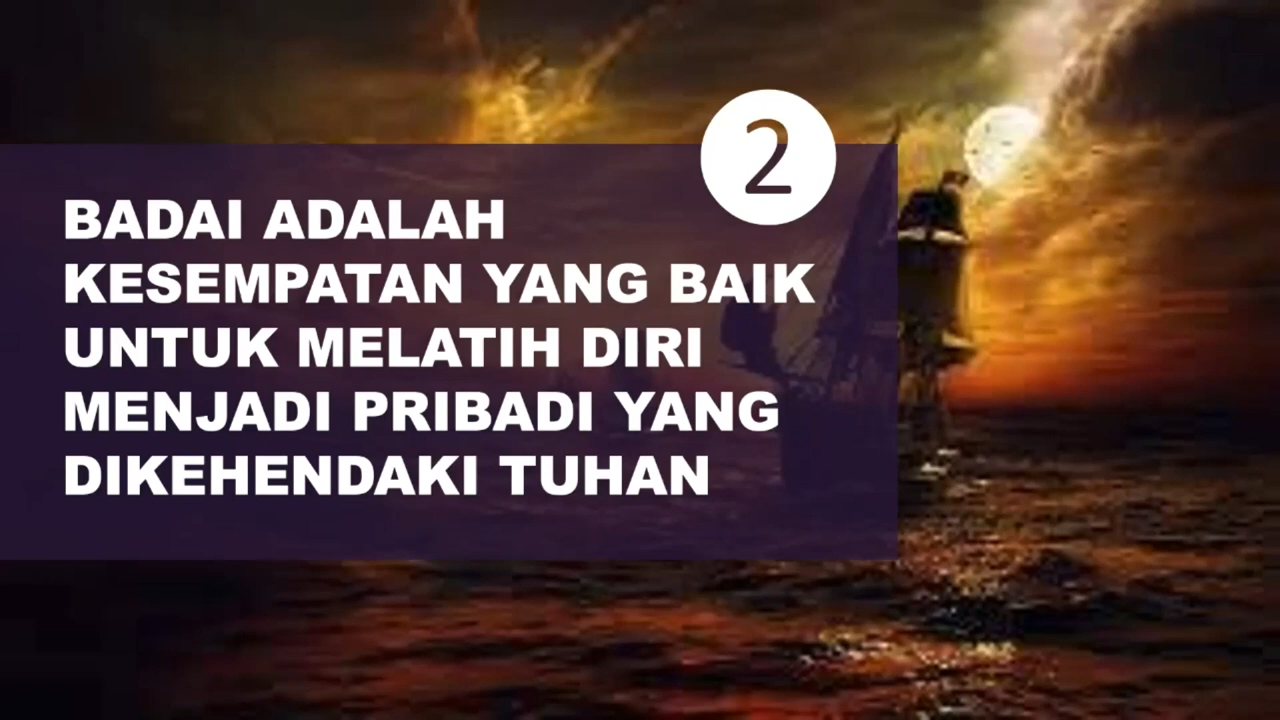 2
BADAI ADALAH
KESEMPATAN YANG BAIK
UNTUK MELATIH DIRI
MENJADI PRIBADI YANG
DIKEHENDAKI TUHAN